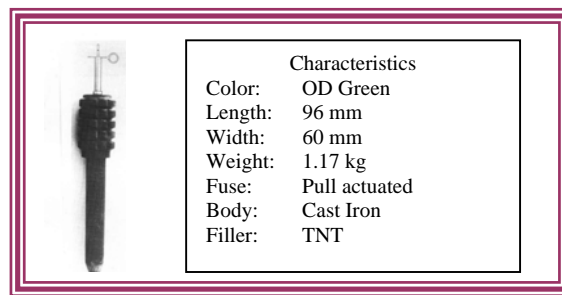 Characteristics
Color: OD Green
Length: 96 mm
Width: 60 mm
Weight: 1.17 kg
Fuse: Pull actuated
Body: Cast Iron
Filler: TNT